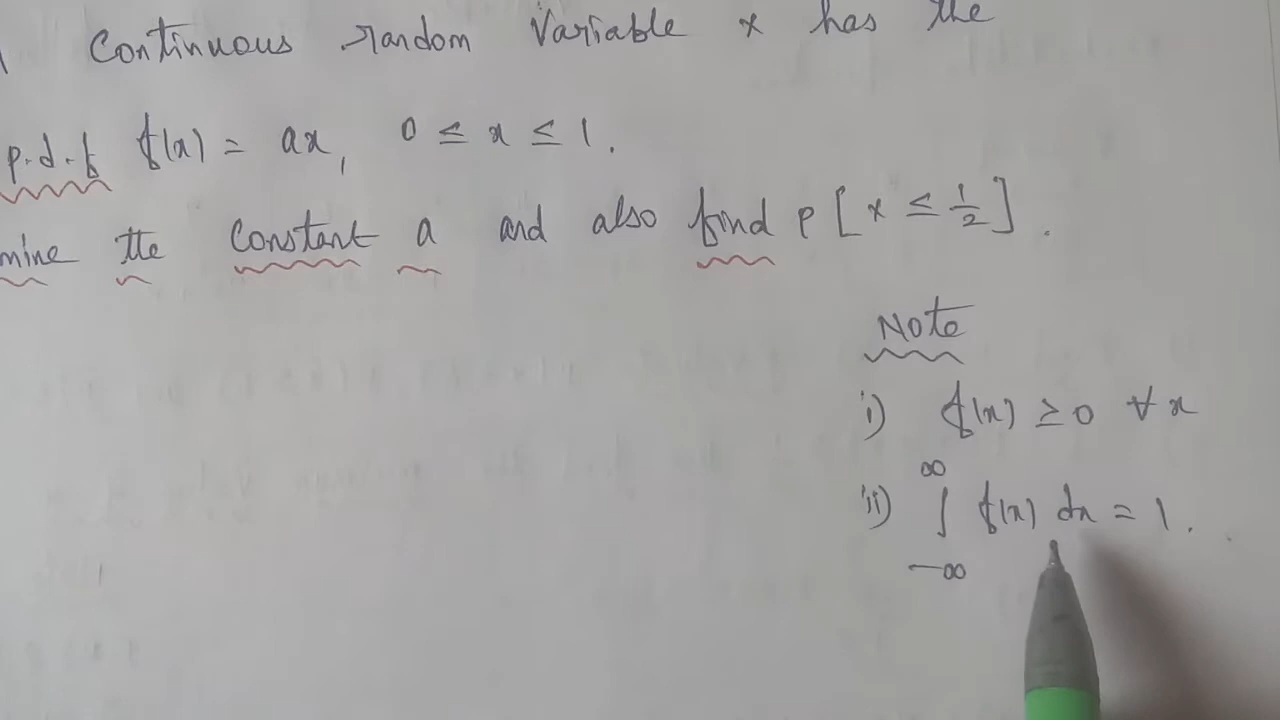 Continuous random variable x has the
p.d.f f(x) = ax, 0 ≤ x ≤ 1.
mine the constant a and also find P[x ≤ 1/2].
Note
i) f(x) ≥ 0 ∀ x
ii) ∫_{-∞}^{∞} f(x) dx = 1.